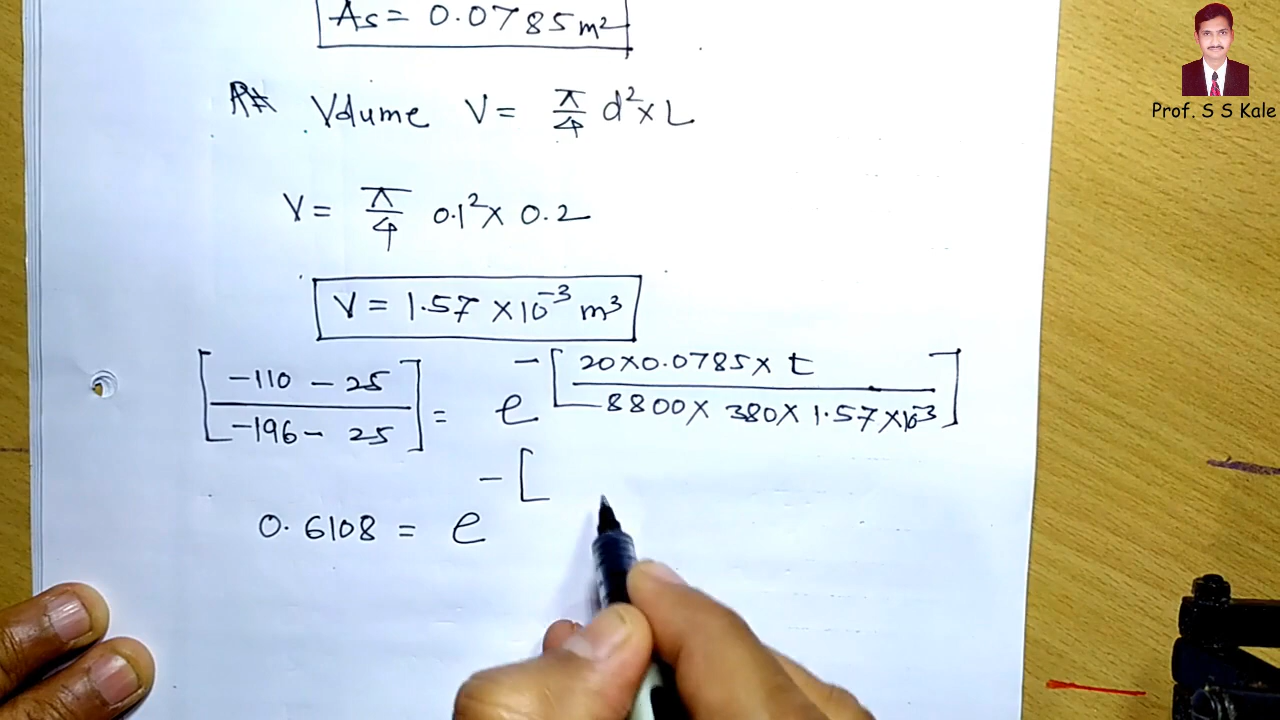 As = 0.0785 m²
Volume V = π/4 d² × L
V = π/4 0.1² × 0.2
V = 1.57 × 10⁻³ m³
[(-110 - 25)/(-196 - 25)] = e^-[(20×0.0785× t)/(8800× 380× 1.57×10⁻³)]
0.6108 = e^-[
Prof. S S Kale